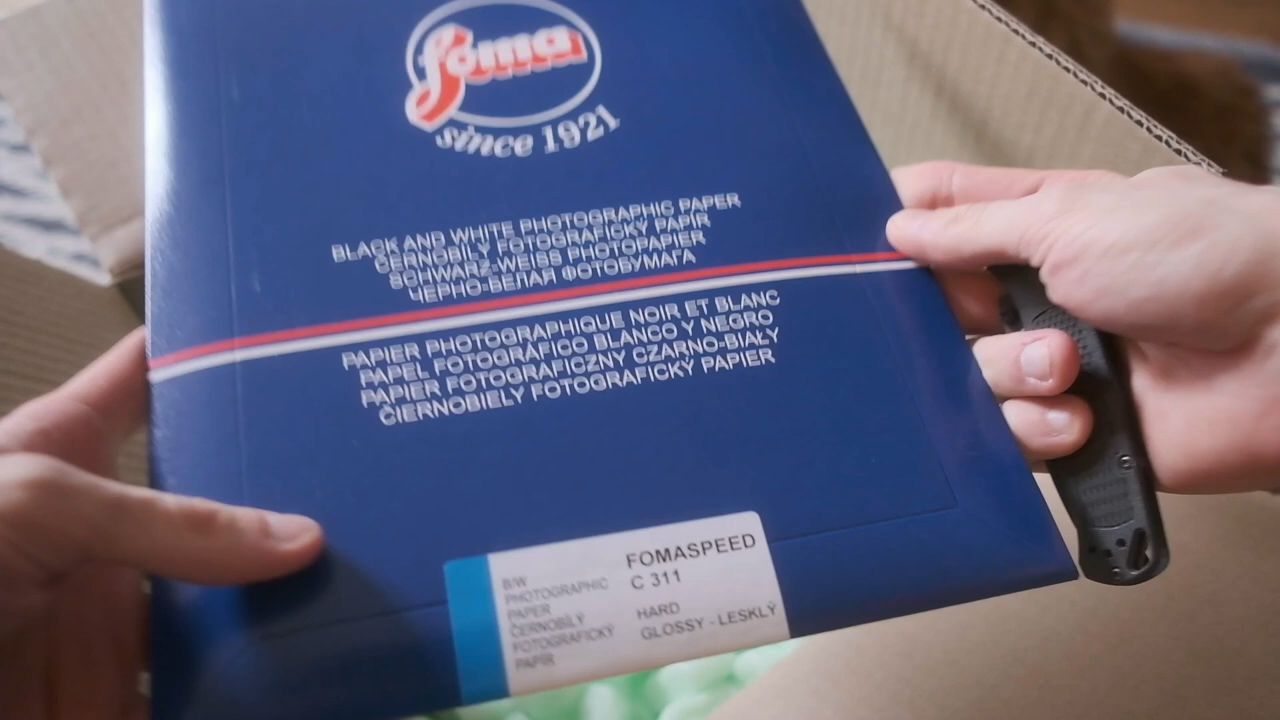 foma
since 1921
BLACK AND WHITE PHOTOGRAPHIC PAPER
ČERNOBÍLÝ FOTOGRAFICKÝ PAPÍR
SCHWARZ-WEISS PHOTOPAPIER
ЧЕРНО-БЕЛАЯ ФОТОБУМАГА
PAPIER PHOTOGRAPHIQUE NOIR ET BLANC
PAPEL FOTOGRÁFICO BLANCO Y NEGRO
PAPIER FOTOGRAFICZNY CZARNO-BIAŁY
ČIERNOBIELY FOTOGRAFICKÝ PAPIER
B/W
PHOTOGRAPHIC
PAPER
ČERNOBÍLÝ
FOTOGRAFICKÝ
PAPÍR
FOMASPEED
C 311
HARD
GLOSSY - LESKLÝ